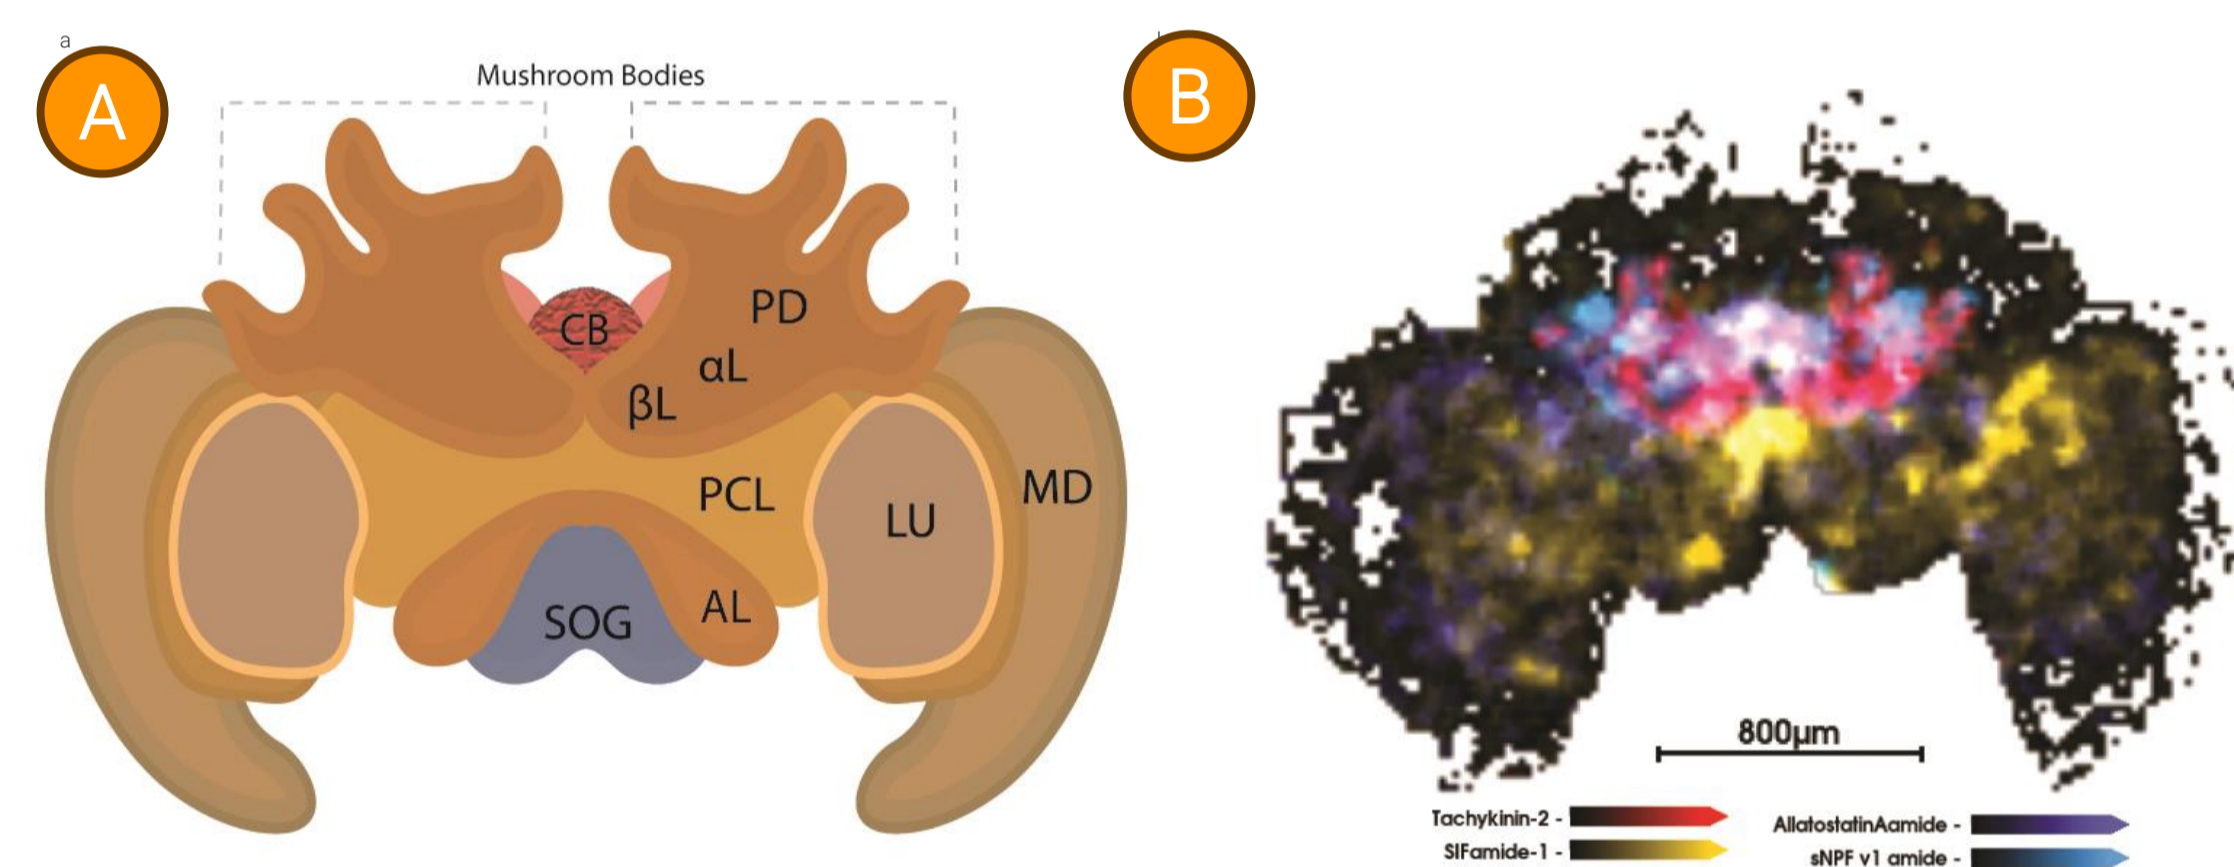 a
A
Mushroom Bodies
CB
PD
αL
βL
PCL
LU
MD
SOG
AL
B
800µm
Tachykinin-2 -
SIFamide-1 -
AllatostatinAamide -
sNPF v1 amide -